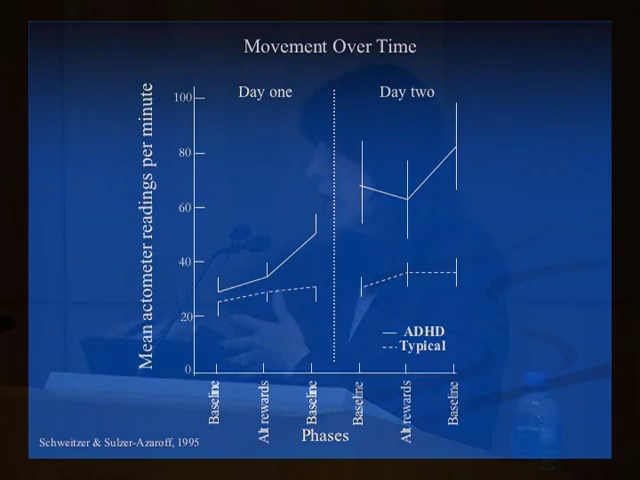 Movement Over Time
Day one
Day two
Mean actometer readings per minute
100
80
60
40
20
0
ADHD
Typical
Baseline
Alt rewards
Baseline
Baseline
Alt rewards
Baseline
Phases
Schweitzer & Sulzer-Azaroff, 1995